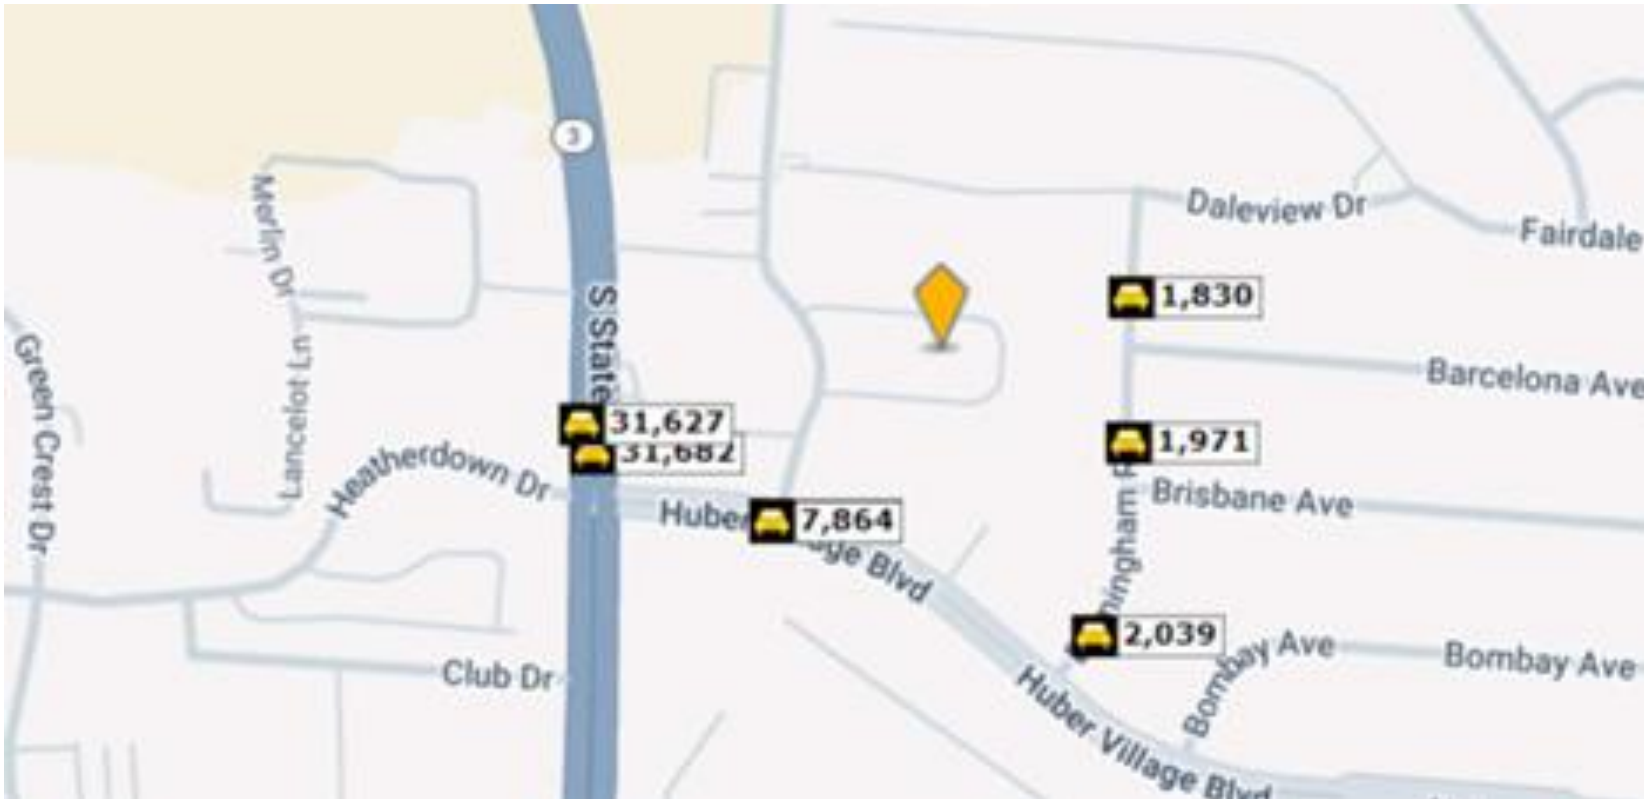 3
Merlin Dr
Daleview Dr
Fairdale
1,830
S State
Green Crest Dr
Lancelot Ln
Barcelona Ave
31,627
31,682
1,971
Heatherdown Dr
Brisbane Ave
Huber
7,864
Blvd
2,039
Bombay Ave
Bombay Ave
Club Dr
Huber Village Blvd